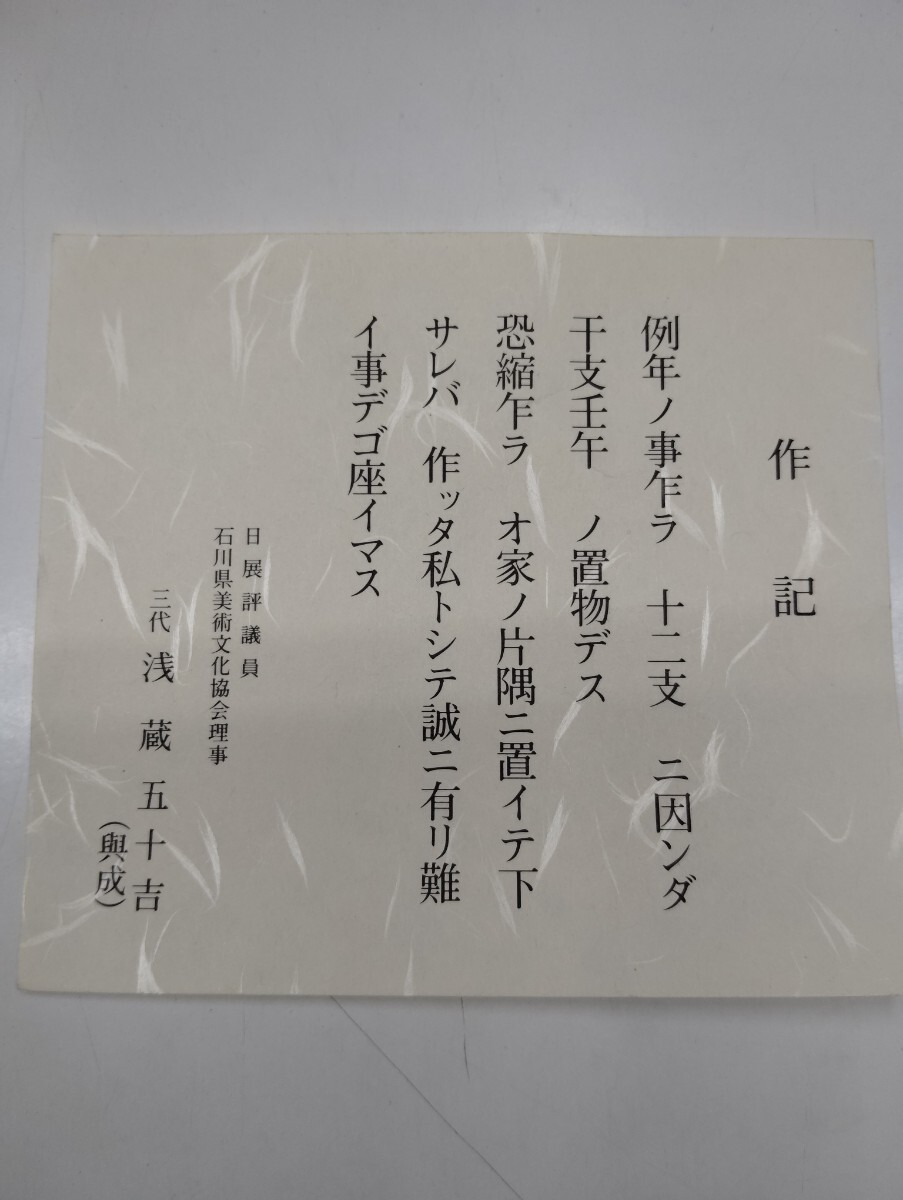 作記
例年ノ事乍ラ 十二支 ニ因ンダ
干支壬午 ノ置物デス
恐縮乍ラ オ家ノ片隅ニ置イテ下
サレバ 作ッタ私トシテ誠ニ有リ難
イ事デゴ座イマス
日展評議員
石川県美術文化協会理事
三代 浅蔵五十吉
(與成)